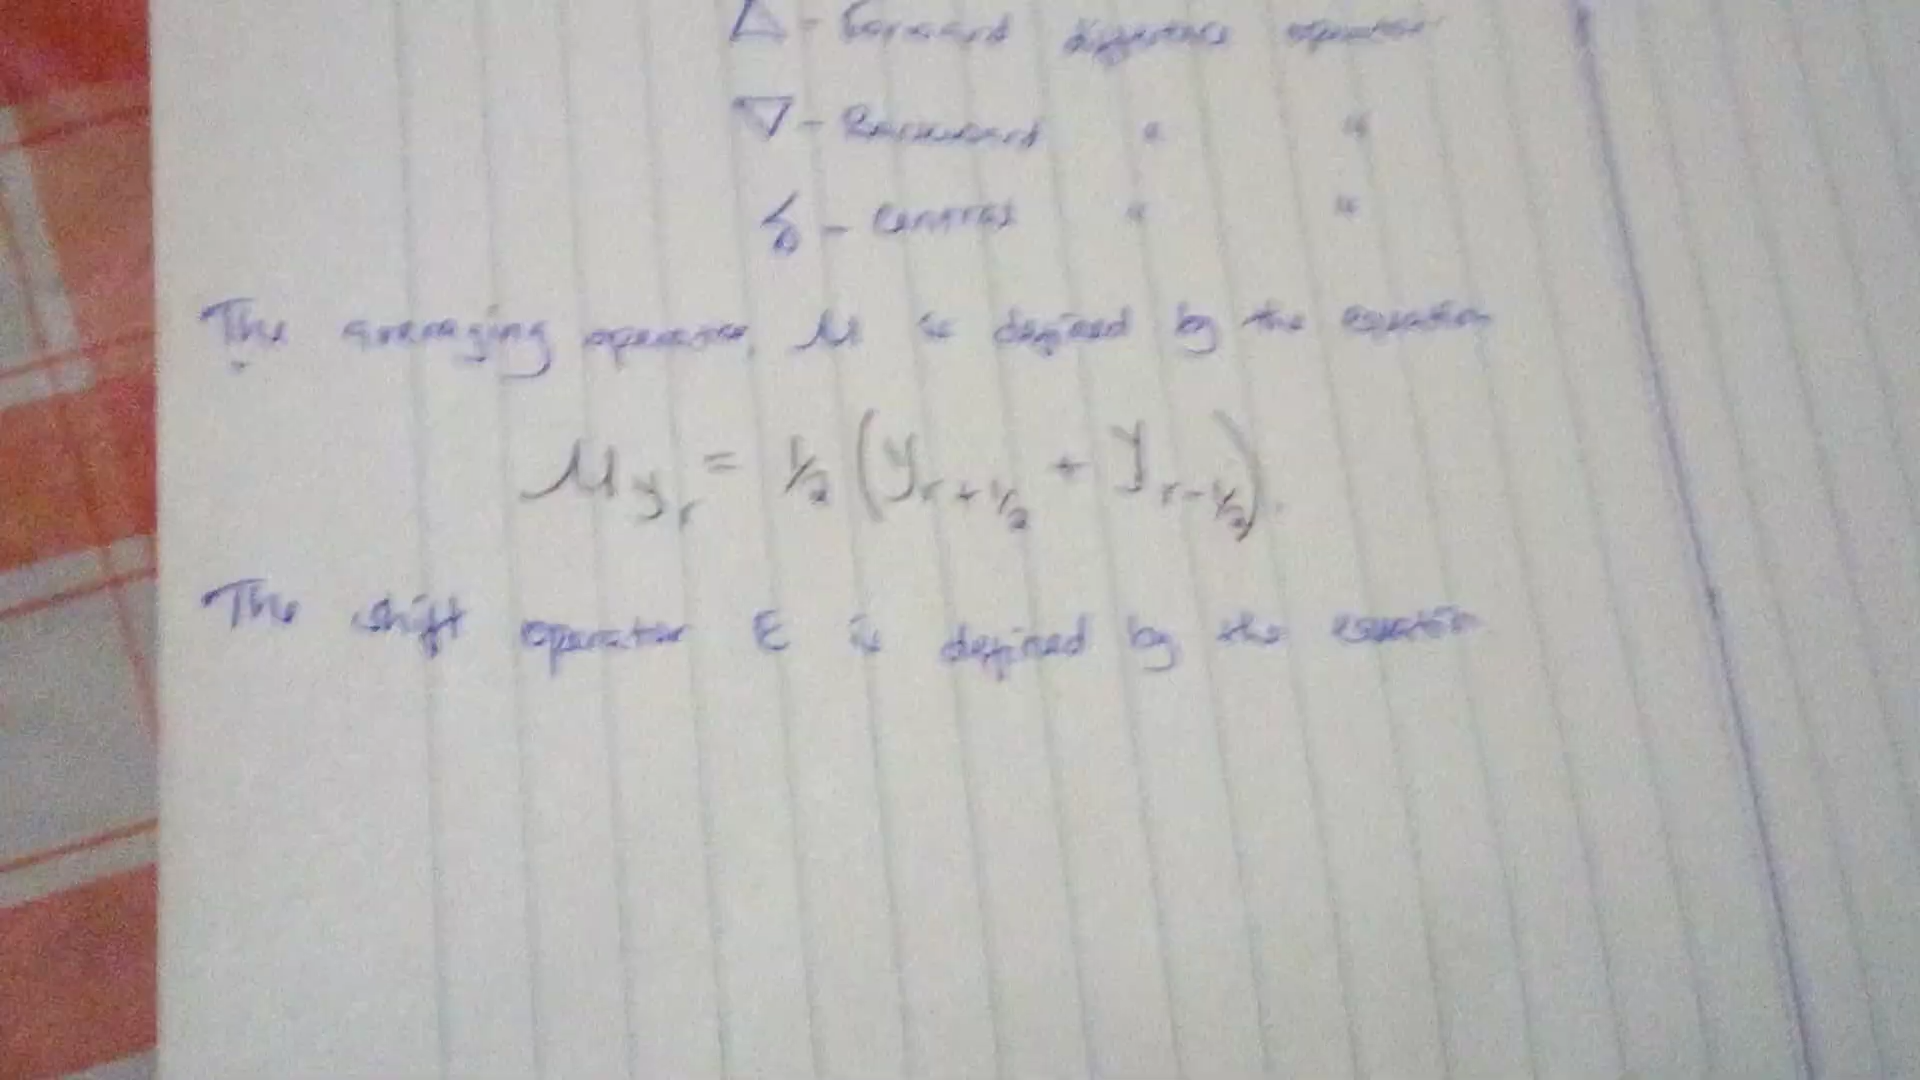 Δ - Forward difference operator
∇ - Backward " "
δ - Central " "
The averaging operator, μ is defined by the equation
μy_r = 1/2 (y_{r+1/2} + y_{r-1/2}).
The shift operator E is defined by the equation